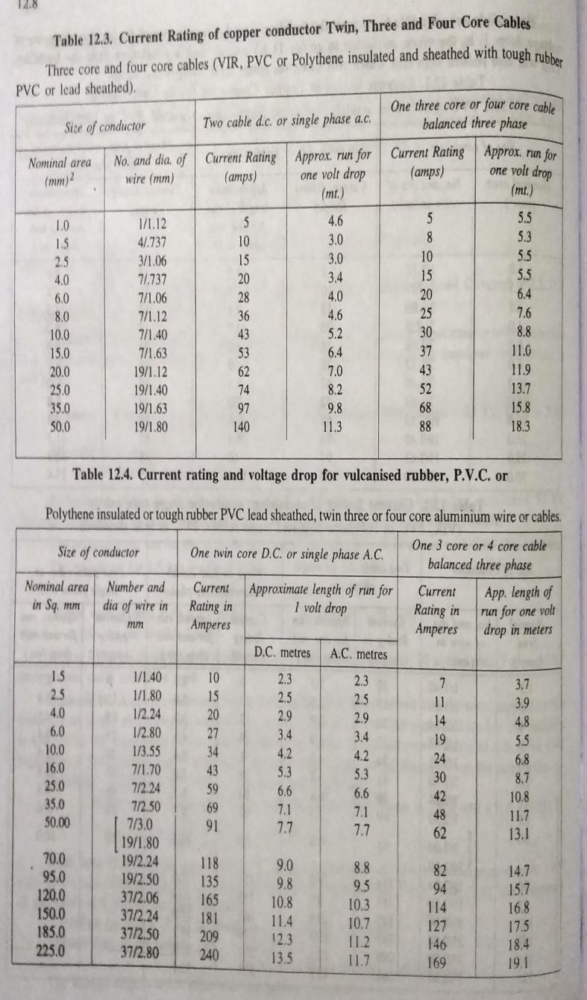 12.8
Table 12.3. Current Rating of copper conductor Twin, Three and Four Core Cables
Three core and four core cables (VIR, PVC or Polythene insulated and sheathed with tough rubber
PVC or lead sheathed).
Size of conductor | Two cable d.c. or single phase a.c. | One three core or four core cable balanced three phase
Nominal area (mm)2 | No. and dia. of wire (mm) | Current Rating (amps) | Approx. run for one volt drop (mt.) | Current Rating (amps) | Approx. run for one volt drop (mt.)
1.0 1/1.12 5 4.6 5 5.5
1.5 4/.737 10 3.0 8 5.3
2.5 3/1.06 15 3.0 10 5.5
4.0 7/.737 20 3.4 15 5.5
6.0 7/1.06 28 4.0 20 6.4
8.0 7/1.12 36 4.6 25 7.6
10.0 7/1.40 43 5.2 30 8.8
15.0 7/1.63 53 6.4 37 11.0
20.0 19/1.12 62 7.0 43 11.9
25.0 19/1.40 74 8.2 52 13.7
35.0 19/1.63 97 9.8 68 15.8
50.0 19/1.80 140 11.3 88 18.3
Table 12.4. Current rating and voltage drop for vulcanised rubber, P.V.C. or
Polythene insulated or tough rubber PVC lead sheathed, twin three or four core aluminium wire or cables.
Size of conductor | One twin core D.C. or single phase A.C. | One 3 core or 4 core cable balanced three phase
Nominal area in Sq. mm | Number and dia of wire in mm | Current Rating in Amperes | Approximate length of run for 1 volt drop | Current Rating in Amperes | App. length of run for one volt drop in meters
D.C. metres | A.C. metres
1.5 1/1.40 10 2.3 2.3 7 3.7
2.5 1/1.80 15 2.5 2.5 11 3.9
4.0 1/2.24 20 2.9 2.9 14 4.8
6.0 1/2.80 27 3.4 3.4 19 5.5
10.0 1/3.55 34 4.2 4.2 24 6.8
16.0 7/1.70 43 5.3 5.3 30 8.7
25.0 7/2.24 59 6.6 6.6 42 10.8
35.0 7/2.50 69 7.1 7.1 48 11.7
50.00 7/3.0 91 7.7 7.7 62 13.1
19/1.80
70.0 19/2.24 118 9.0 8.8 82 14.7
95.0 19/2.50 135 9.8 9.5 94 15.7
120.0 37/2.06 165 10.8 10.3 114 16.8
150.0 37/2.24 181 11.4 10.7 127 17.5
185.0 37/2.50 209 12.3 11.2 146 18.4
225.0 37/2.80 240 13.5 11.7 169 19.1